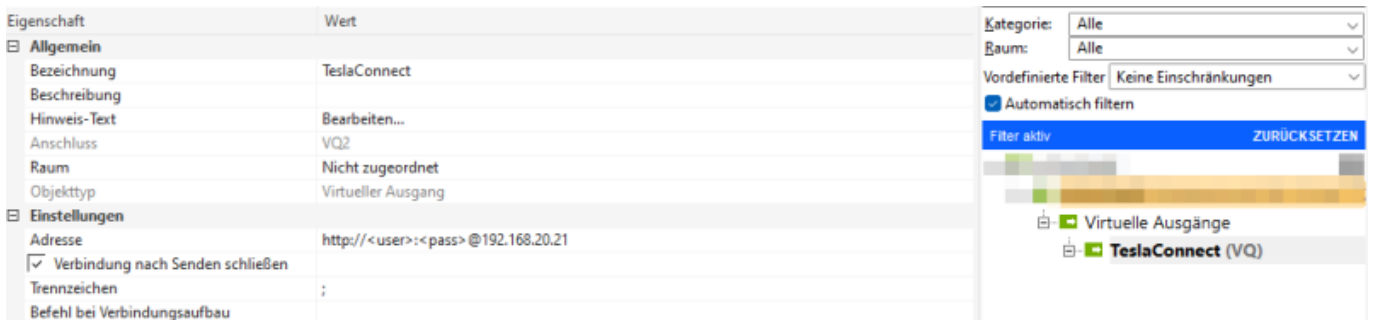 Eigenschaft Wert
Allgemein
Bezeichnung TeslaConnect
Beschreibung
Hinweis-Text Bearbeiten...
Anschluss VQ2
Raum Nicht zugeordnet
Objekttyp Virtueller Ausgang
Einstellungen
Adresse http://<user>:<pass>@192.168.20.21
Verbindung nach Senden schließen
Trennzeichen ;
Befehl bei Verbindungsaufbau
Kategorie: Alle
Raum: Alle
Vordefinierte Filter Keine Einschränkungen
Automatisch filtern
Filter aktiv ZURÜCKSETZEN
Virtuelle Ausgänge
TeslaConnect (VQ)